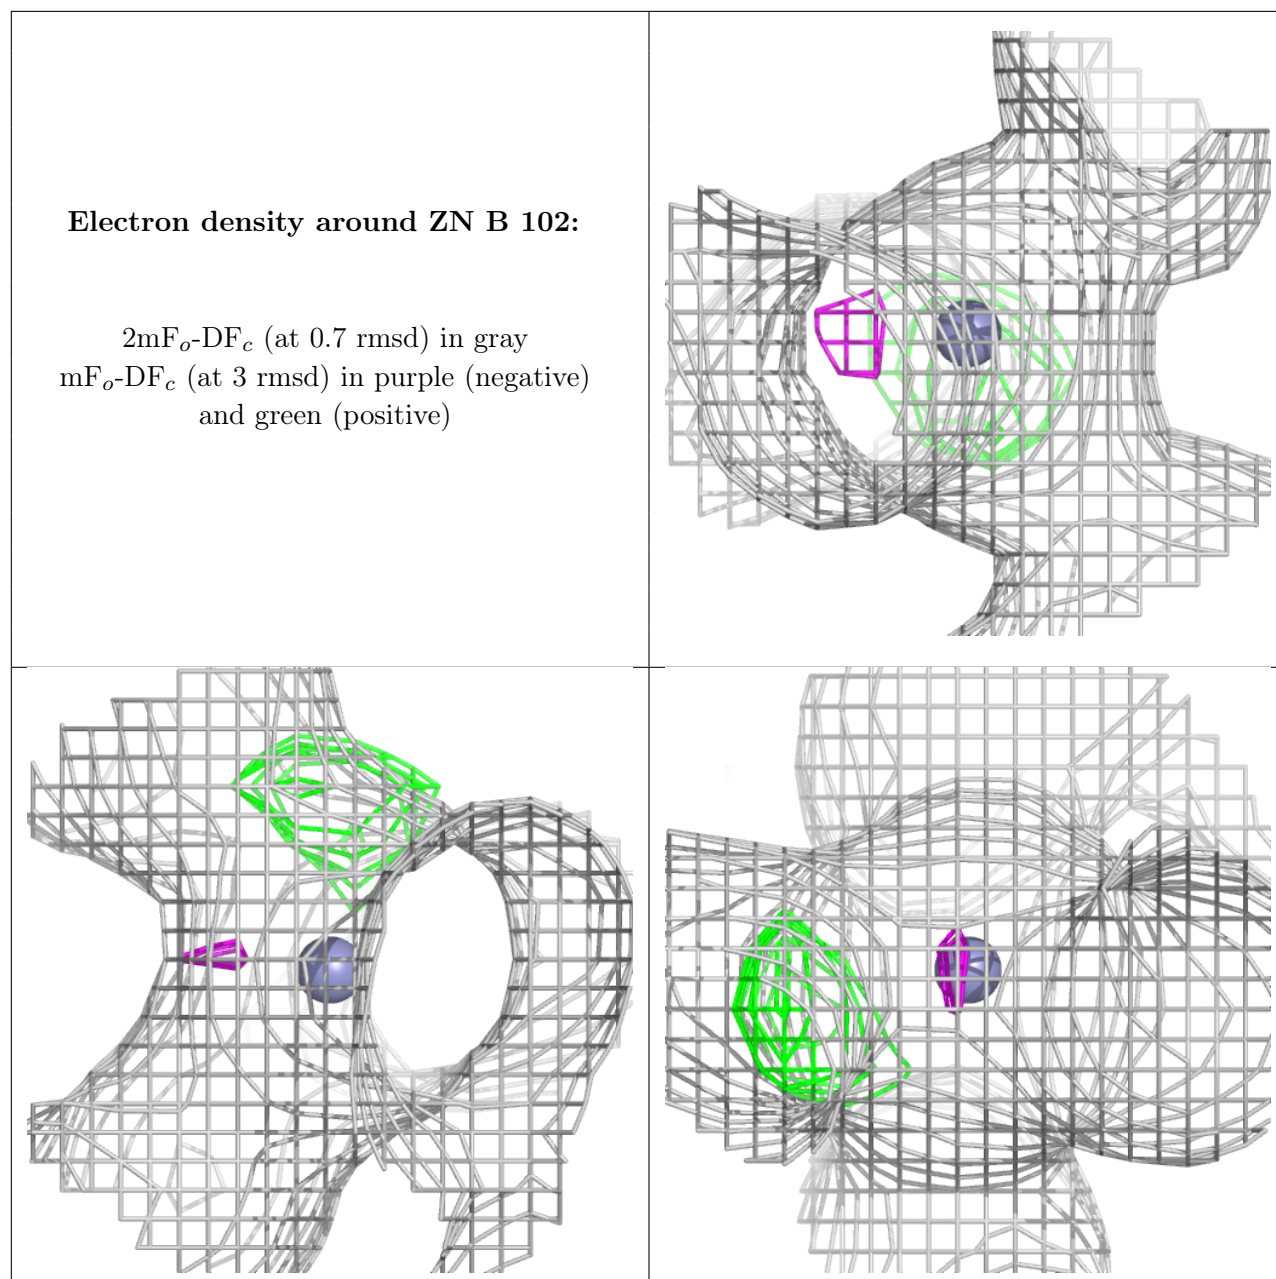 Electron density around ZN B 102:
2mFo-DFc (at 0.7 rmsd) in gray
mFo-DFc (at 3 rmsd) in purple (negative)
and green (positive)